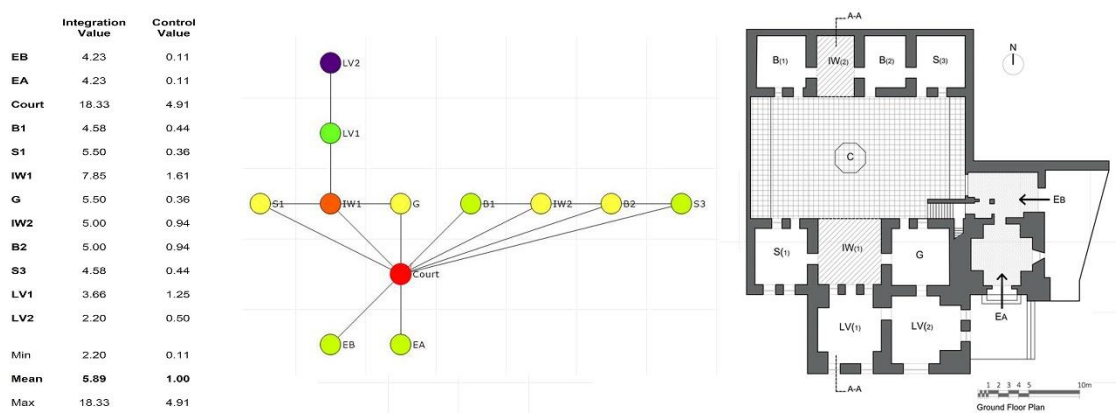 Integration Value Control Value
EB 4.23 0.11
EA 4.23 0.11
Court 18.33 4.91
B1 4.58 0.44
S1 5.50 0.36
IW1 7.85 1.61
G 5.50 0.36
IW2 5.00 0.94
B2 5.00 0.94
S3 4.58 0.44
LV1 3.66 1.25
LV2 2.20 0.50
Min 2.20 0.11
Mean 5.89 1.00
Max 18.33 4.91
LV2
LV1
S1 IW1 G B1 IW2 B2 S3
Court
EB EA
A-A
N
B(1) IW(2) B(2) S(3)
C
EB
S(1) IW(1) G
EA
LV(1) LV(2)
A-A
1 2 3 4 5 10m
Ground Floor Plan